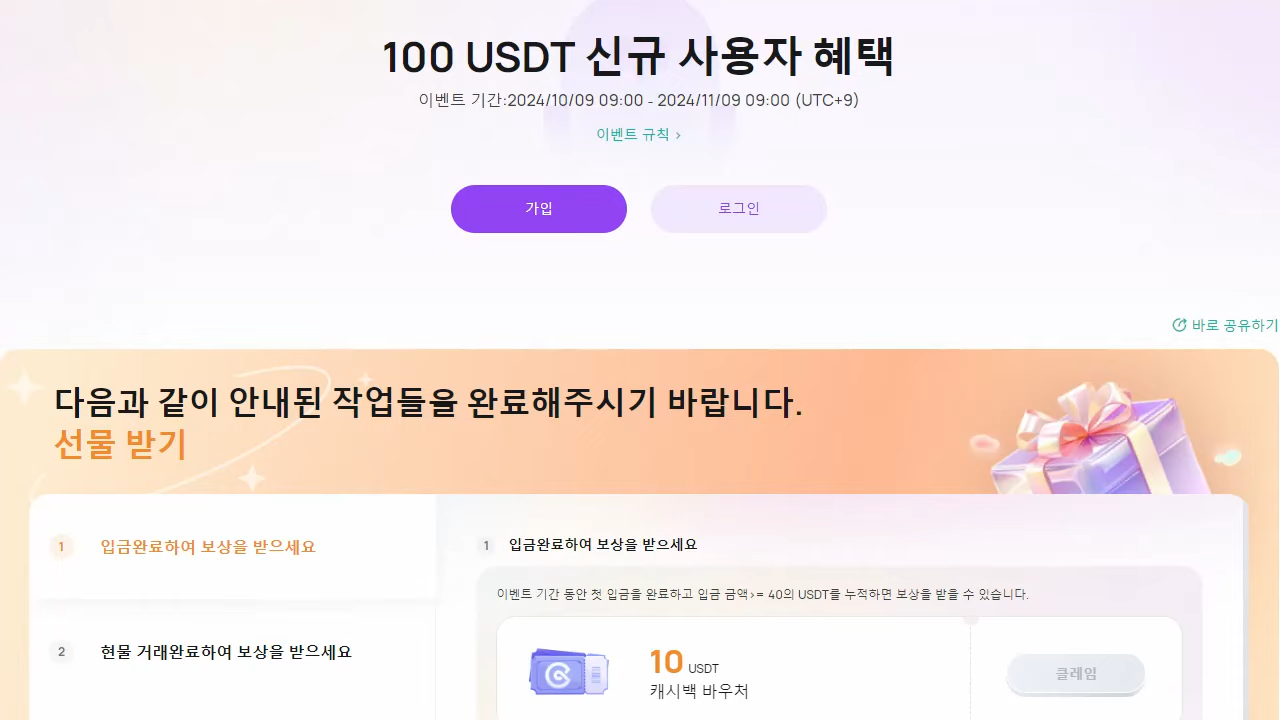 100 USDT 신규 사용자 혜택
이벤트 기간:2024/10/09 09:00 - 2024/11/09 09:00 (UTC+9)
이벤트 규칙 >
가입
로그인
바로 공유하기
다음과 같이 안내된 작업들을 완료해주시기 바랍니다.
선물 받기
1 입금완료하여 보상을 받으세요
2 현물 거래완료하여 보상을 받으세요
1 입금완료하여 보상을 받으세요
이벤트 기간 동안 첫 입금을 완료하고 입금 금액>= 40의 USDT를 누적하면 보상을 받을 수 있습니다.
10 USDT
캐시백 바우처
클레임